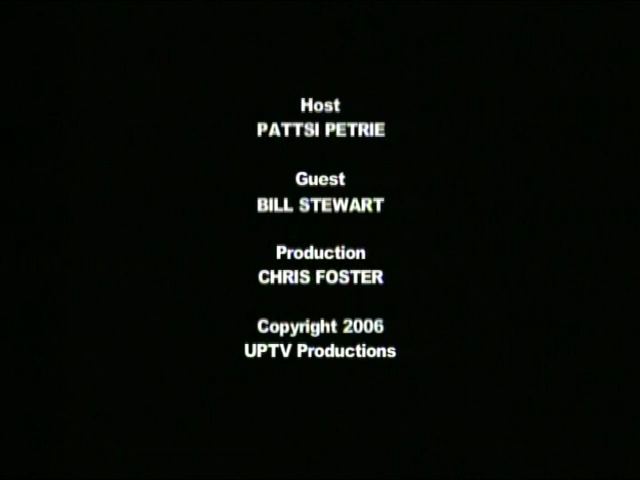 Host
PATTSI PETRIE
Guest
BILL STEWART
Production
CHRIS FOSTER
Copyright 2006
UPTV Productions